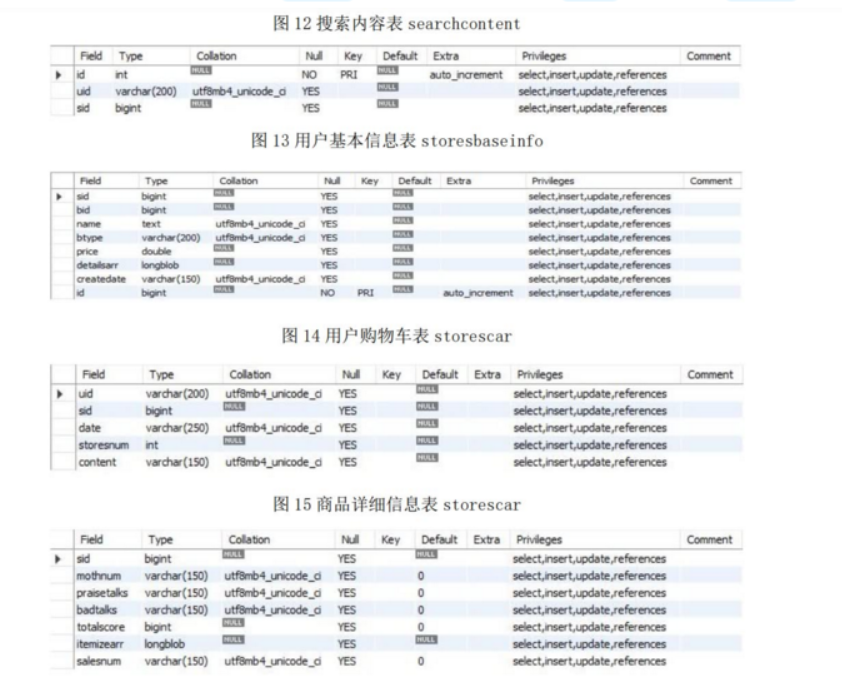 图 12 搜索内容表 searchcontent
Field Type Collation Null Key Default Extra Privileges Comment
id int NULL NO PRI NULL auto_increment select,insert,update,references
uid varchar(200) utf8mb4_unicode_ci YES NULL select,insert,update,references
sid bigint NULL YES NULL select,insert,update,references
图 13 用户基本信息表 storesbaseinfo
Field Type Collation Null Key Default Extra Privileges Comment
sid bigint NULL YES NULL select,insert,update,references
bid bigint NULL YES NULL select,insert,update,references
name text utf8mb4_unicode_ci YES NULL select,insert,update,references
btype varchar(200) utf8mb4_unicode_ci YES NULL select,insert,update,references
price double NULL YES NULL select,insert,update,references
detailsarr longblob NULL YES NULL select,insert,update,references
createdate varchar(150) utf8mb4_unicode_ci YES NULL select,insert,update,references
id bigint NULL NO PRI NULL auto_increment select,insert,update,references
图 14 用户购物车表 storescar
Field Type Collation Null Key Default Extra Privileges Comment
uid varchar(200) utf8mb4_unicode_ci YES NULL select,insert,update,references
sid bigint NULL YES NULL select,insert,update,references
date varchar(250) utf8mb4_unicode_ci YES NULL select,insert,update,references
storesnum int NULL YES NULL select,insert,update,references
content varchar(150) utf8mb4_unicode_ci YES NULL select,insert,update,references
图 15 商品详细信息表 storescar
Field Type Collation Null Key Default Extra Privileges Comment
sid bigint NULL YES NULL select,insert,update,references
mothnum varchar(150) utf8mb4_unicode_ci YES 0 select,insert,update,references
praisetalks varchar(150) utf8mb4_unicode_ci YES 0 select,insert,update,references
badtalks varchar(150) utf8mb4_unicode_ci YES 0 select,insert,update,references
totalscore bigint NULL YES 0 select,insert,update,references
itemizearr longblob NULL YES NULL select,insert,update,references
salesnum varchar(150) utf8mb4_unicode_ci YES 0 select,insert,update,references